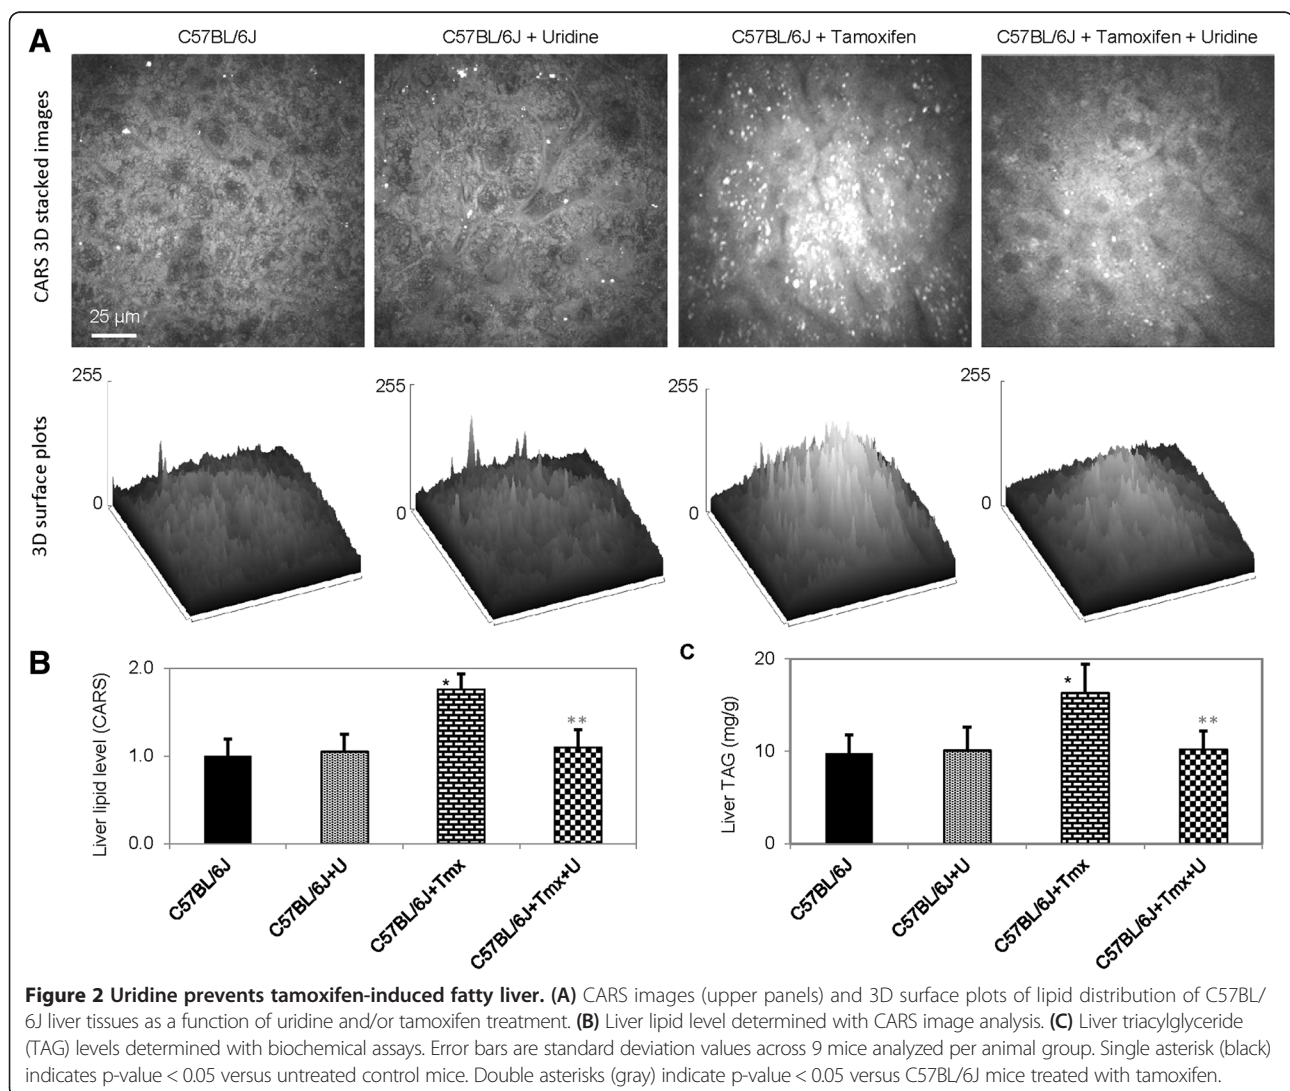 A
C57BL/6J
C57BL/6J + Uridine
C57BL/6J + Tamoxifen
C57BL/6J + Tamoxifen + Uridine
CARS 3D stacked images
25 µm
3D surface plots
255
0
255
0
255
0
255
0
B
Liver lipid level (CARS)
2.0
1.0
0.0
*
**
C57BL/6J
C57BL/6J+U
C57BL/6J+Tmx
C57BL/6J+Tmx+U
C
Liver TAG (mg/g)
20
10
0
*
**
C57BL/6J
C57BL/6J+U
C57BL/6J+Tmx
C57BL/6J+Tmx+U
Figure 2 Uridine prevents tamoxifen-induced fatty liver. (A) CARS images (upper panels) and 3D surface plots of lipid distribution of C57BL/
6J liver tissues as a function of uridine and/or tamoxifen treatment. (B) Liver lipid level determined with CARS image analysis. (C) Liver triacylglyceride
(TAG) levels determined with biochemical assays. Error bars are standard deviation values across 9 mice analyzed per animal group. Single asterisk (black)
indicates p-value < 0.05 versus untreated control mice. Double asterisks (gray) indicate p-value < 0.05 versus C57BL/6J mice treated with tamoxifen.